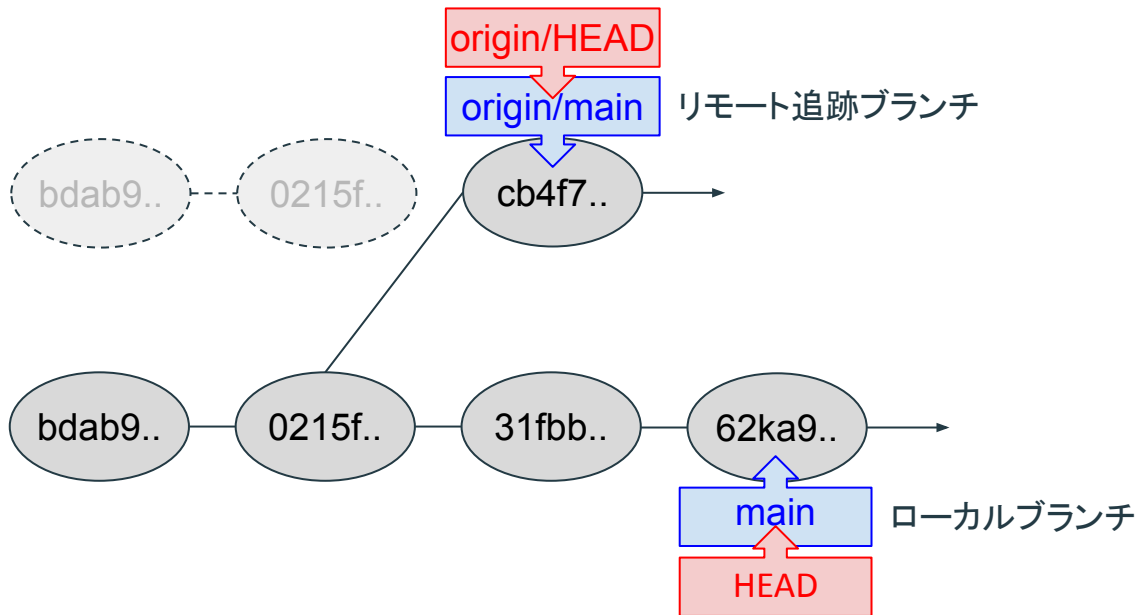 origin/HEAD
origin/main
リモート追跡ブランチ
bdab9..
0215f..
cb4f7..
bdab9..
0215f..
31fbb..
62ka9..
main
ローカルブランチ
HEAD